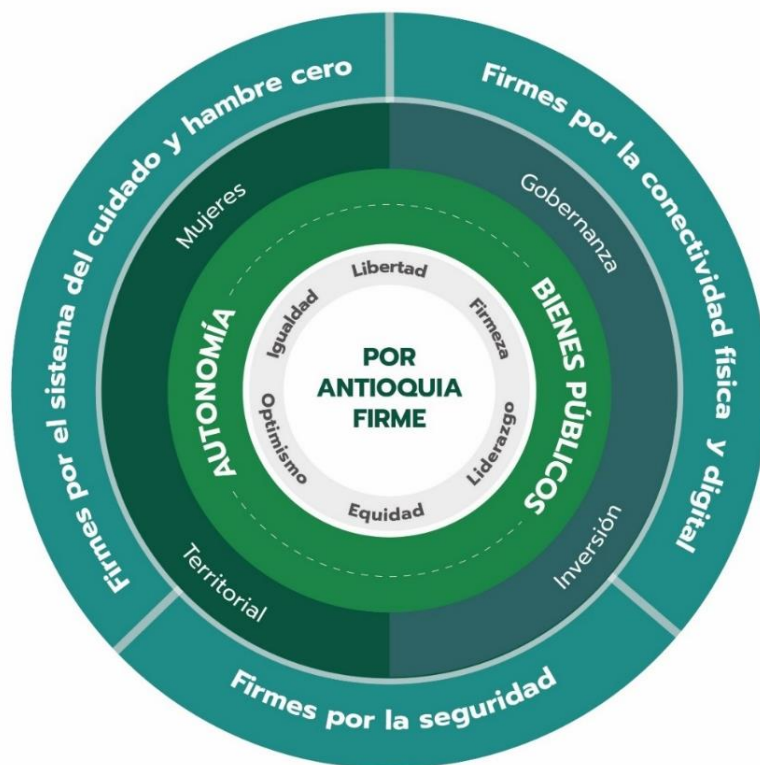 Firmes por el sistema del cuidado y hambre cero
Firmes por la conectividad física y digital
Firmes por la seguridad
Mujeres
Gobernanza
Territorial
Inversión
AUTONOMÍA
BIENES PÚBLICOS
Libertad
Igualdad
Firmeza
Optimismo
Liderazgo
Equidad
POR
ANTIOQUIA
FIRME